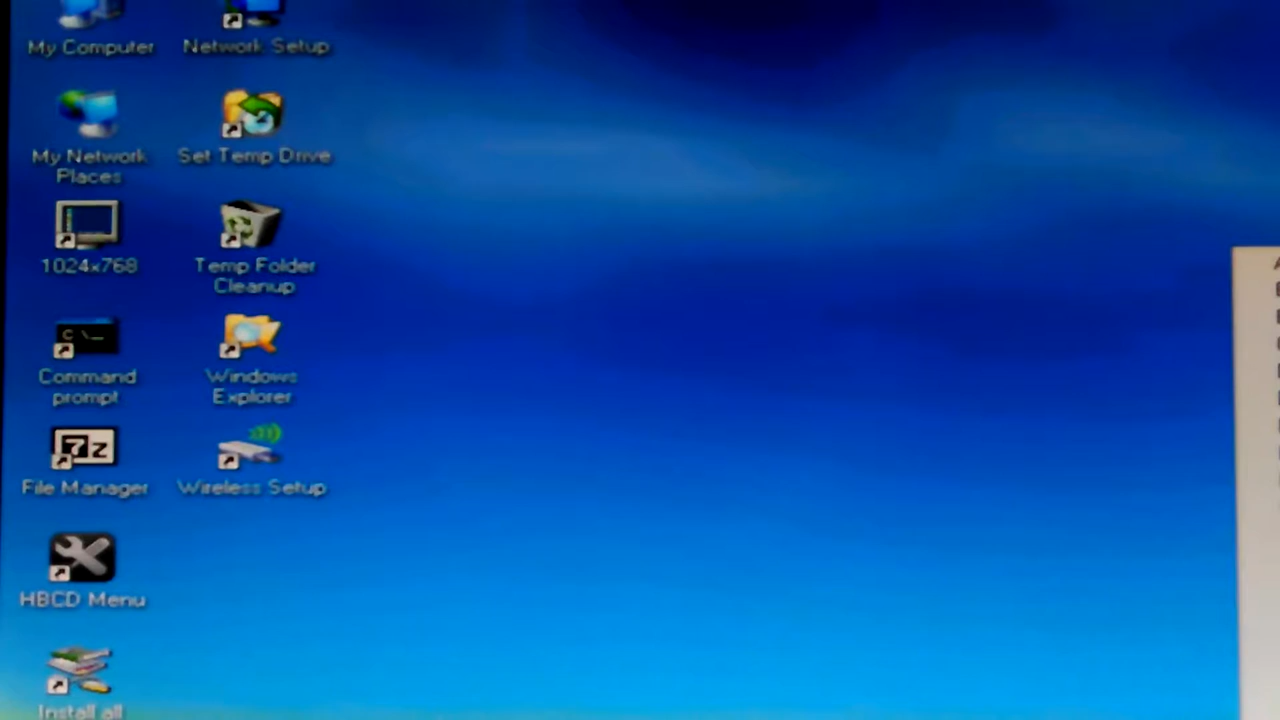 My Computer
Network Setup
My Network
Places
Set Temp Drive
1024x768
Temp Folder
Cleanup
C:\_
Command
prompt
Windows
Explorer
7z
File Manager
Wireless Setup
HBCD Menu
Install all